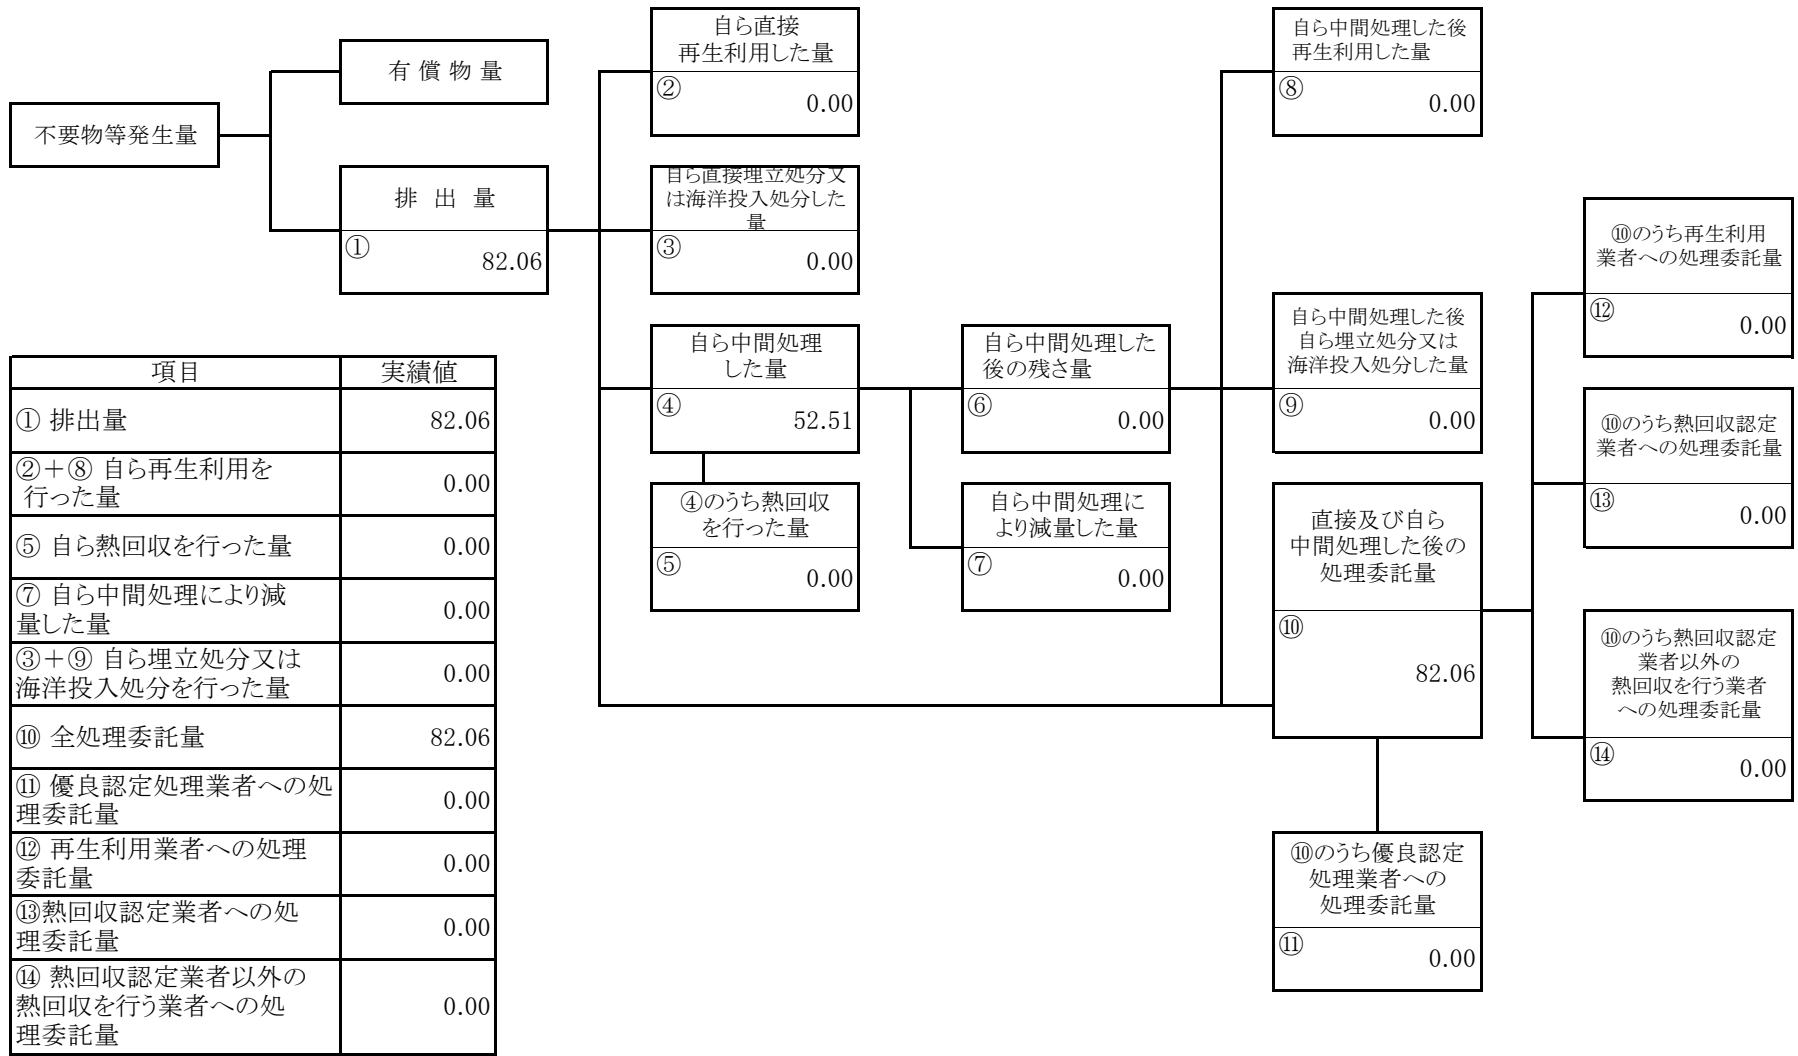 自ら直接
再生利用した量
②
0.00
自ら中間処理した後
再生利用した量
⑧
0.00
有 償 物 量
不要物等発生量
排 出 量
①
82.06
自ら直接埋立処分又
は海洋投入処分した
量
③
0.00
⑩のうち再生利用
業者への処理委託量
⑫
0.00
自ら中間処理
した量
④
52.51
自ら中間処理した
後の残さ量
⑥
0.00
自ら中間処理した後
自ら埋立処分又は
海洋投入処分した量
⑨
0.00
⑩のうち熱回収認定
業者への処理委託量
⑬
0.00
④のうち熱回収
を行った量
⑤
0.00
自ら中間処理に
より減量した量
⑦
0.00
直接及び自ら
中間処理した後の
処理委託量
⑩
82.06
⑩のうち熱回収認定
業者以外の
熱回収を行う業者
への処理委託量
⑭
0.00
⑩のうち優良認定
処理業者への
処理委託量
⑪
0.00
項目 実績値
① 排出量 82.06
②＋⑧ 自ら再生利用を
行った量 0.00
⑤ 自ら熱回収を行った量 0.00
⑦ 自ら中間処理により減
量した量 0.00
③＋⑨ 自ら埋立処分又は
海洋投入処分を行った量 0.00
⑩ 全処理委託量 82.06
⑪ 優良認定処理業者への処
理委託量 0.00
⑫ 再生利用業者への処理
委託量 0.00
⑬熱回収認定業者への処
理委託量 0.00
⑭ 熱回収認定業者以外の
熱回収を行う業者への処
理委託量 0.00